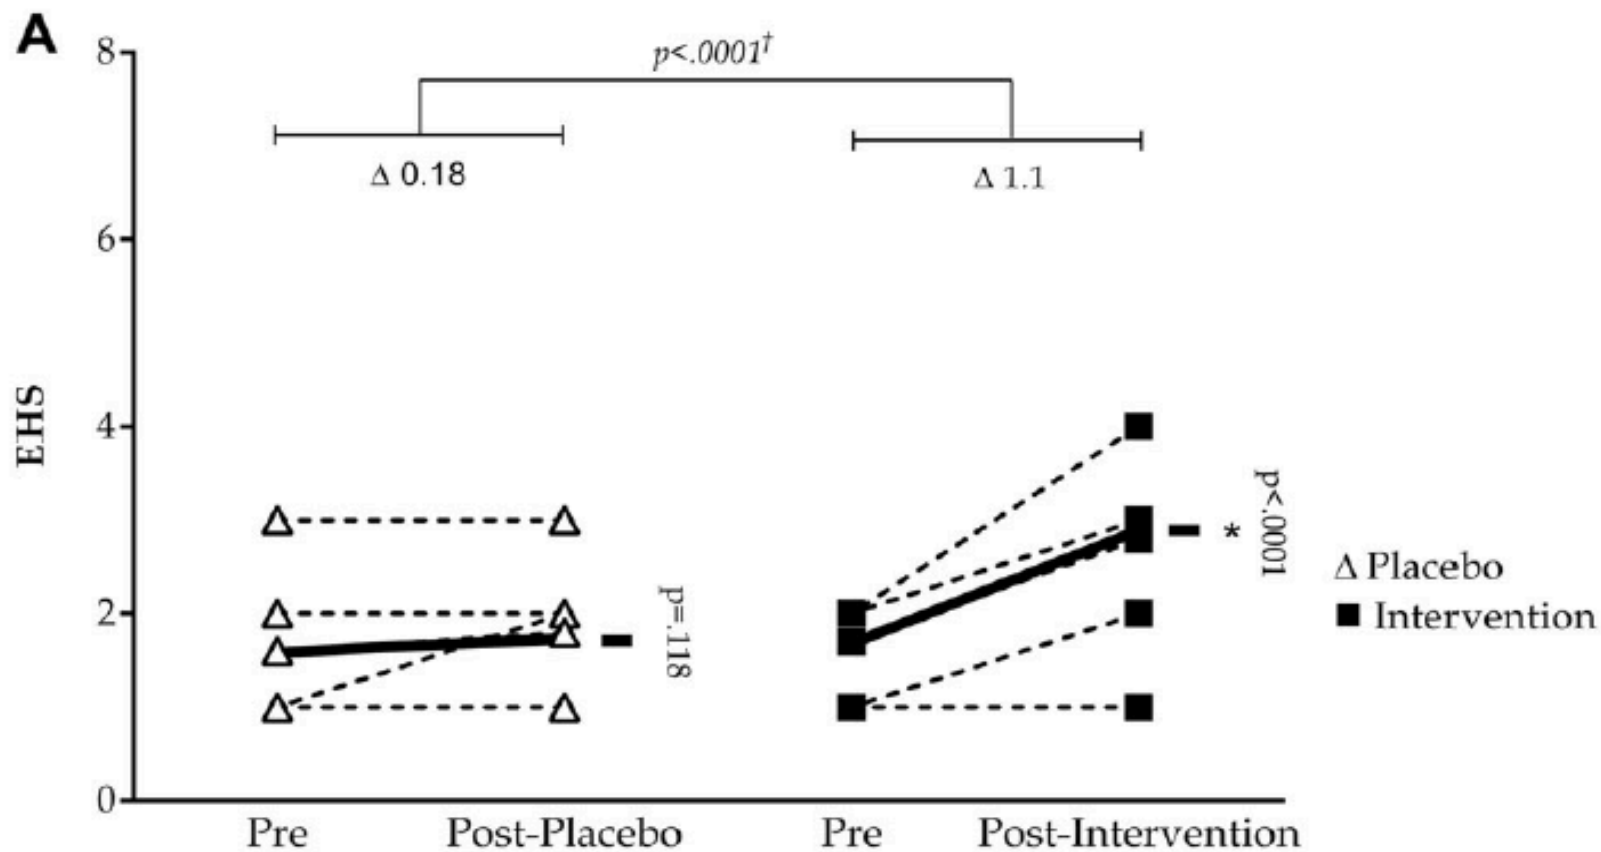 A
p<.0001†
8
Δ 0.18
Δ 1.1
6
EHS
4
p<.0001
*
Δ Placebo
■ Intervention
2
p=.118
0
Pre
Post-Placebo
Pre
Post-Intervention